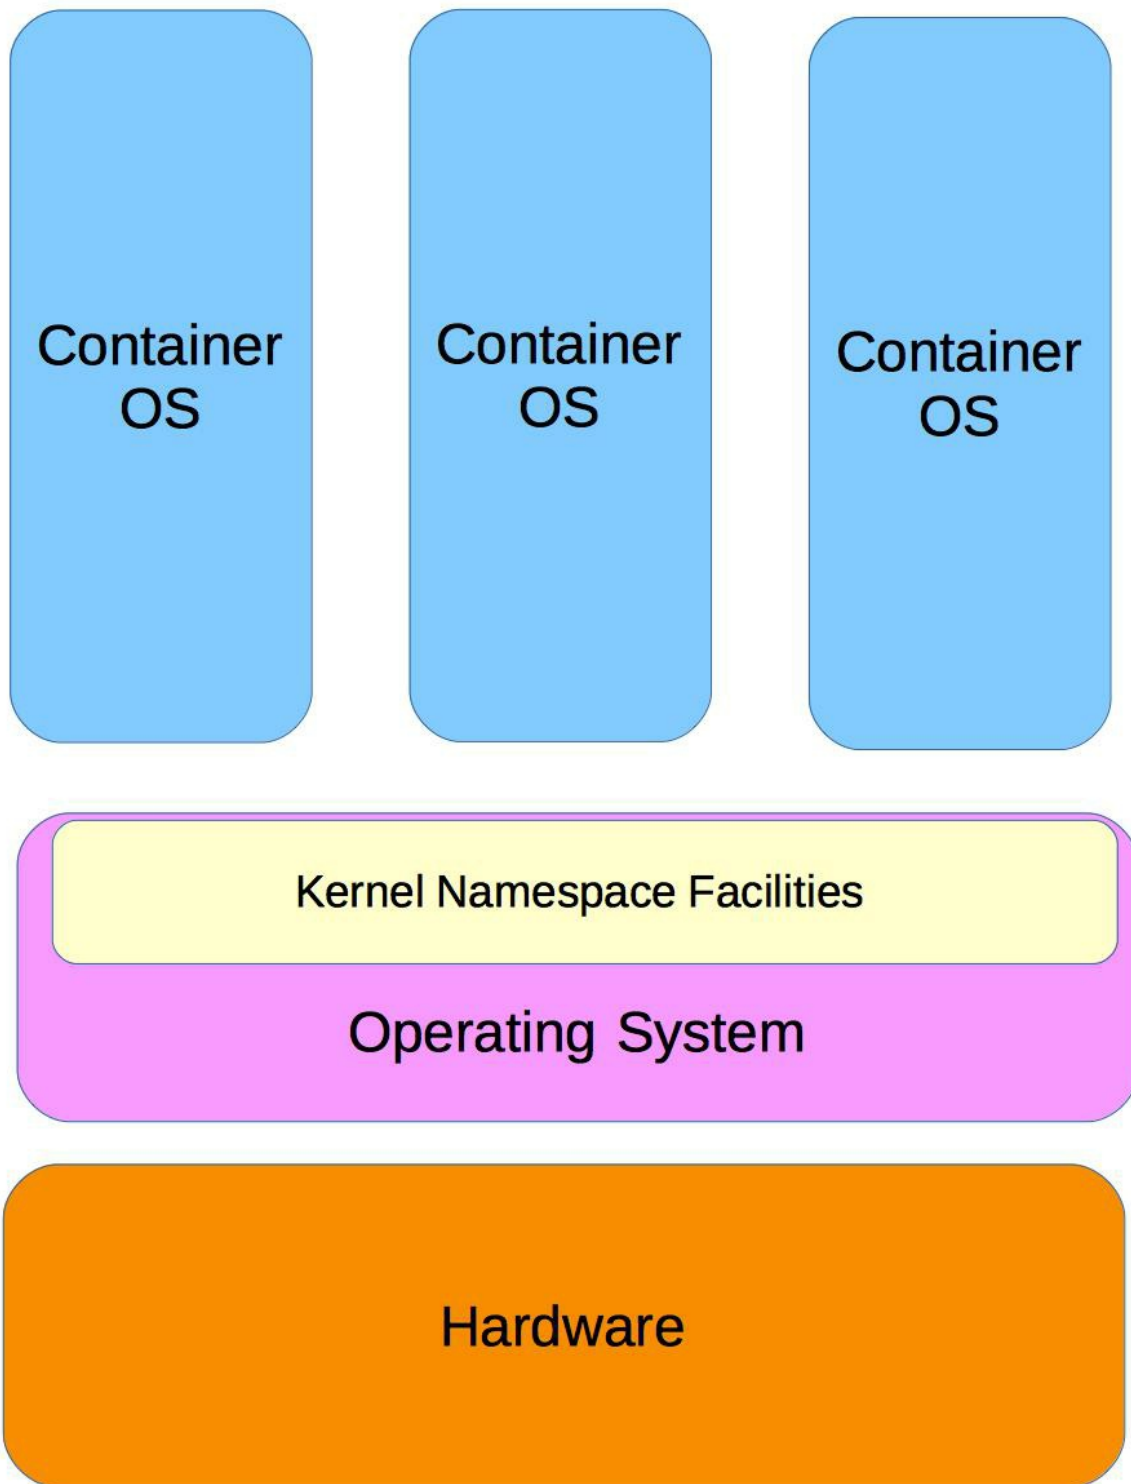 Container
OS
Container
OS
Container
OS
Kernel Namespace Facilities
Operating System
Hardware